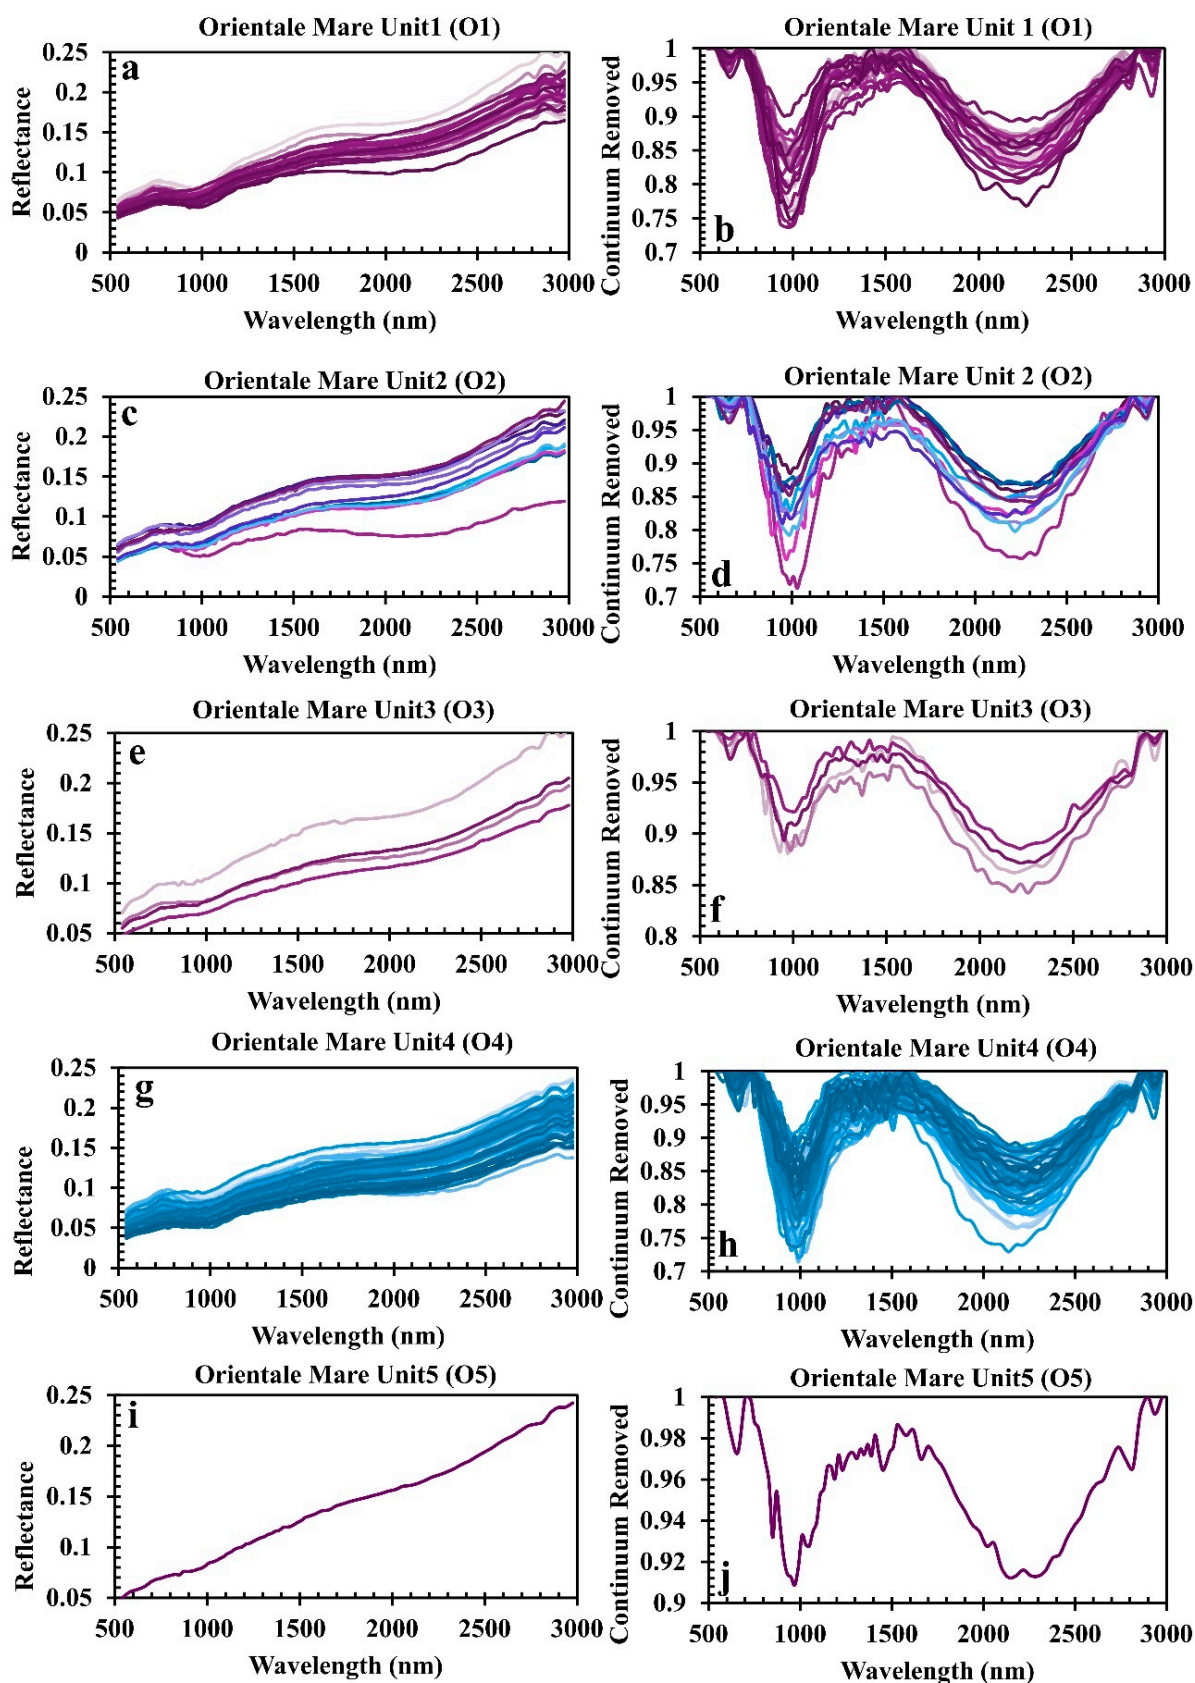 Orientale Mare Unit1 (O1)
a
Reflectance
0.25
0.2
0.15
0.1
0.05
0
500 1000 1500 2000 2500 3000
Wavelength (nm)
Orientale Mare Unit 1 (O1)
b
Continuum Removed
1
0.95
0.9
0.85
0.8
0.75
0.7
500 1000 1500 2000 2500 3000
Wavelength (nm)
Orientale Mare Unit2 (O2)
c
Reflectance
0.25
0.2
0.15
0.1
0.05
0
500 1000 1500 2000 2500 3000
Wavelength (nm)
Orientale Mare Unit 2 (O2)
d
Continuum Removed
1
0.95
0.9
0.85
0.8
0.75
0.7
500 1000 1500 2000 2500 3000
Wavelength (nm)
Orientale Mare Unit3 (O3)
e
Reflectance
0.25
0.2
0.15
0.1
0.05
500 1000 1500 2000 2500 3000
Wavelength (nm)
Orientale Mare Unit3 (O3)
f
Continuum Removed
1
0.95
0.9
0.85
0.8
500 1000 1500 2000 2500 3000
Wavelength (nm)
Orientale Mare Unit4 (O4)
g
Reflectance
0.25
0.2
0.15
0.1
0.05
0
500 1000 1500 2000 2500 3000
Wavelength (nm)
Orientale Mare Unit4 (O4)
h
Continuum Removed
1
0.95
0.9
0.85
0.8
0.75
0.7
500 1000 1500 2000 2500 3000
Wavelength (nm)
Orientale Mare Unit5 (O5)
i
Reflectance
0.25
0.2
0.15
0.1
0.05
500 1000 1500 2000 2500 3000
Wavelength (nm)
Orientale Mare Unit5 (O5)
j
Continuum Removed
1
0.98
0.96
0.94
0.92
0.9
500 1000 1500 2000 2500 3000
Wavelength (nm)